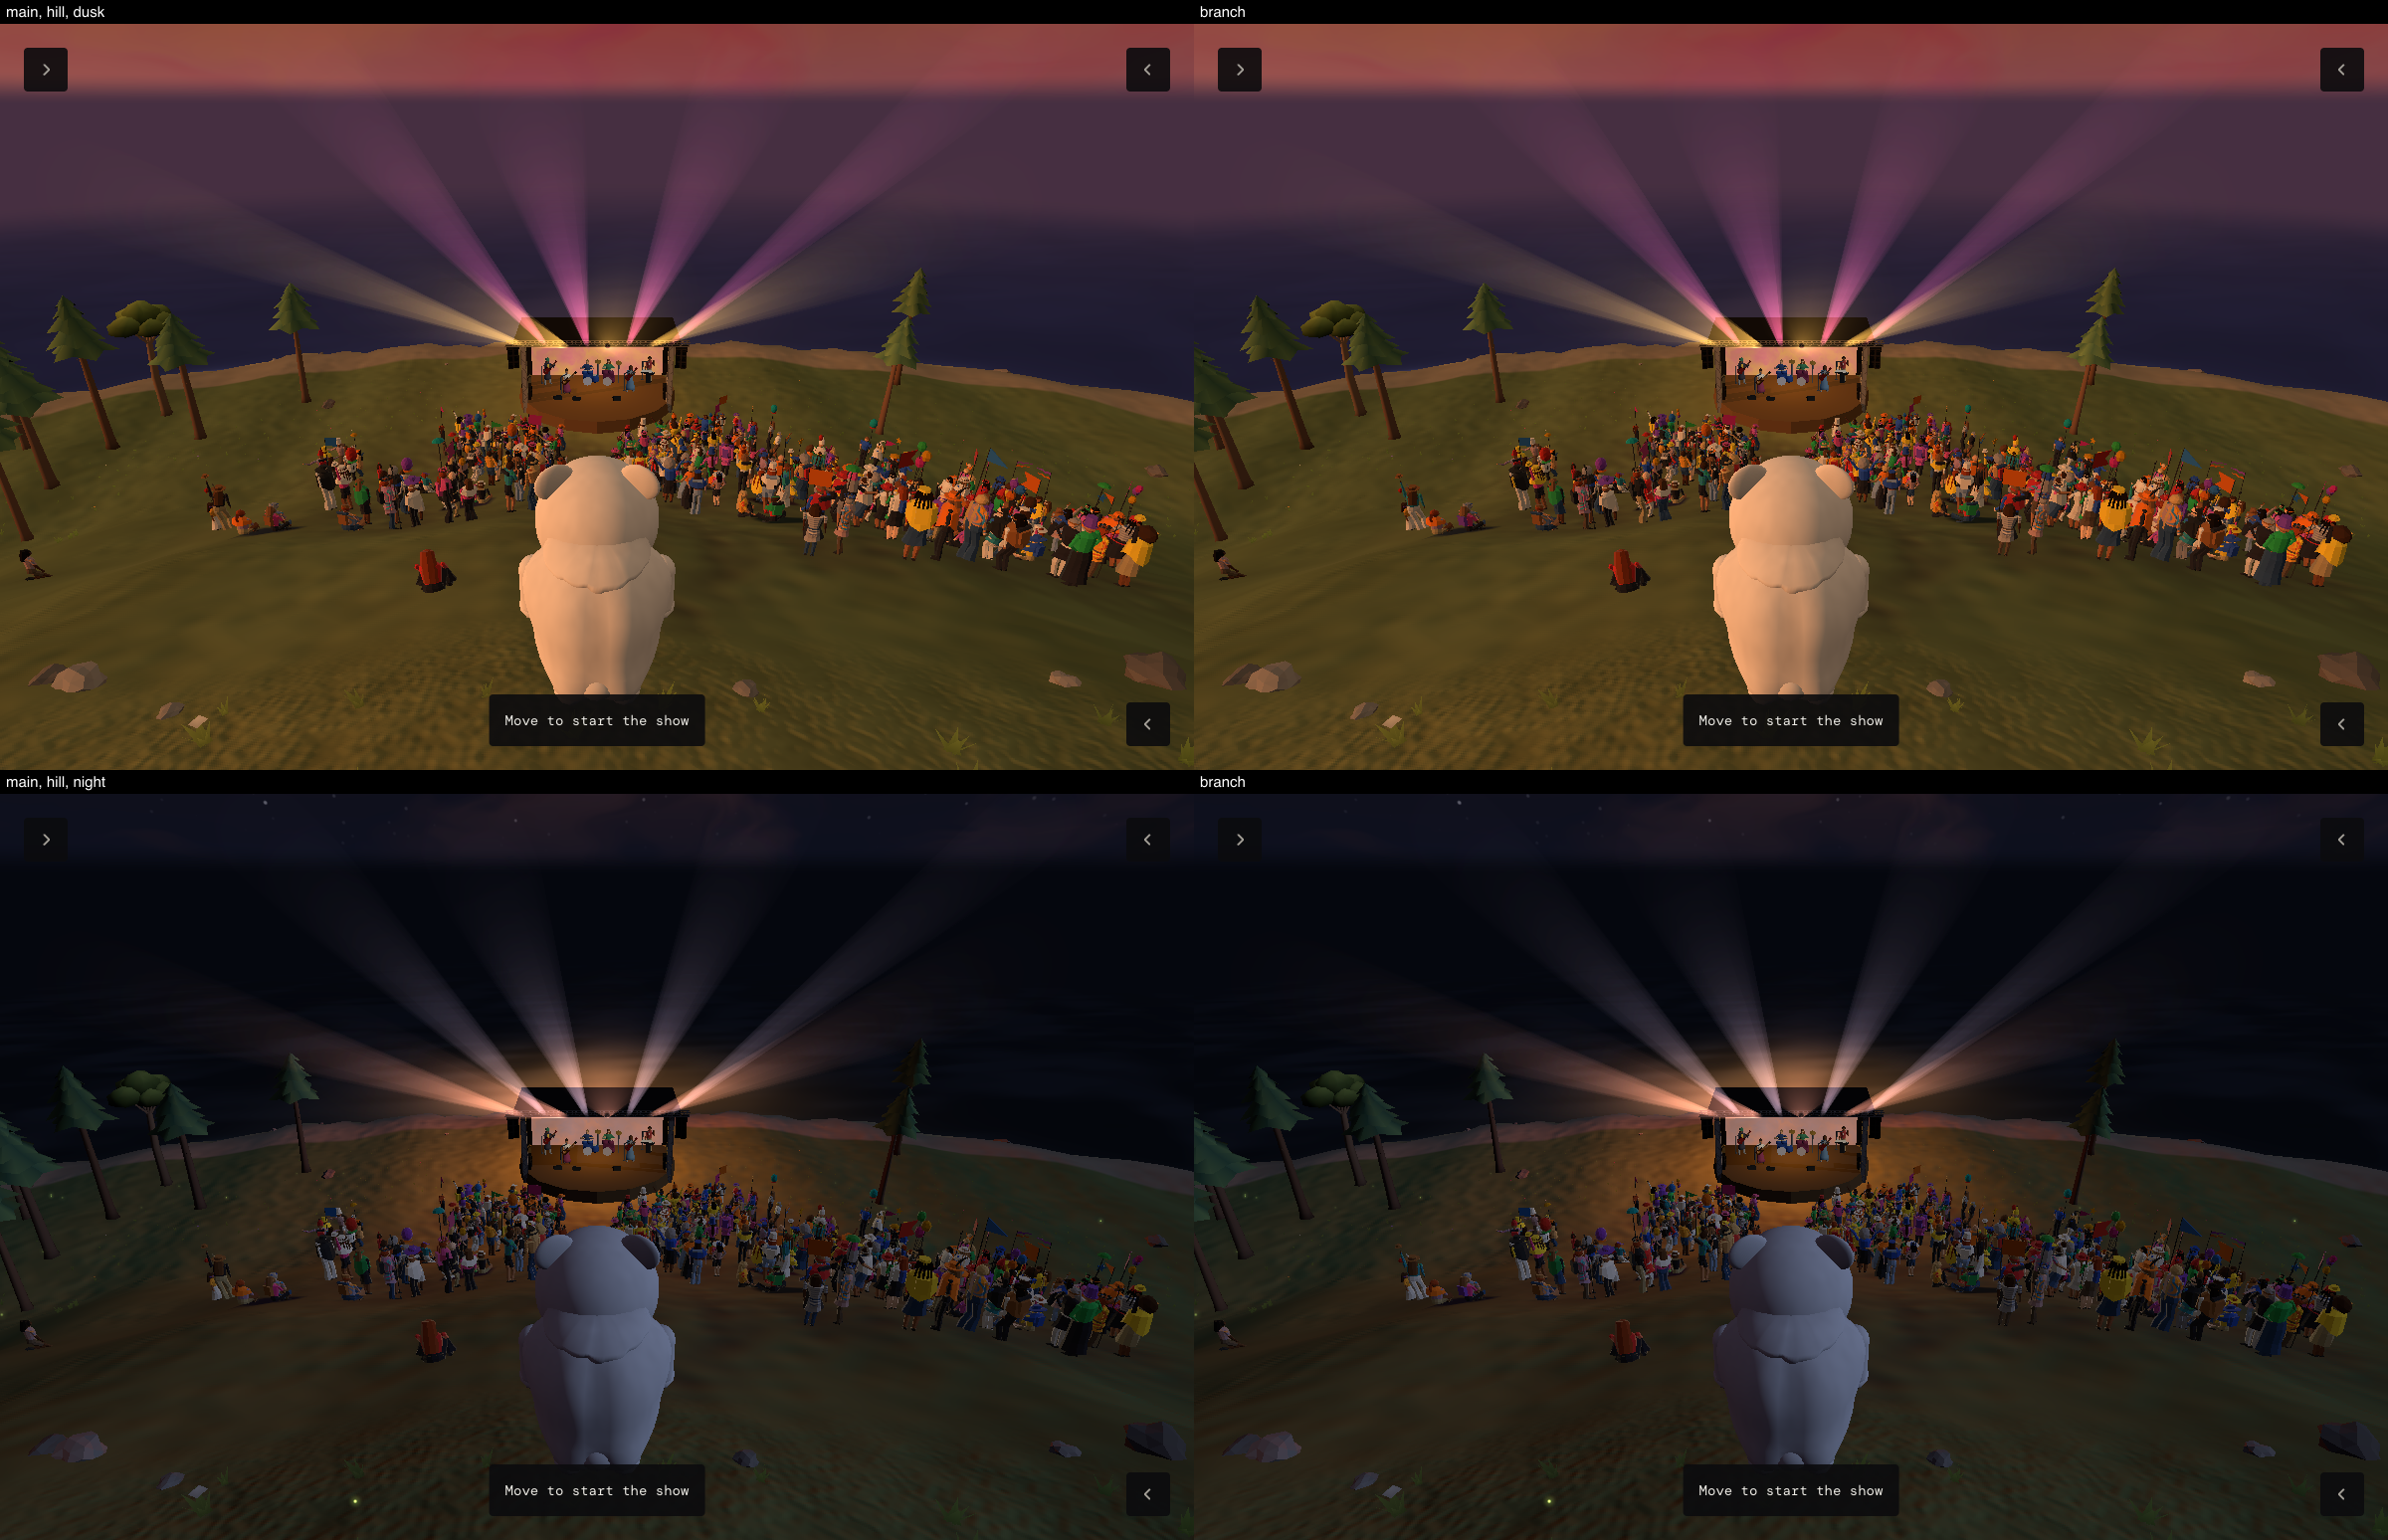 main, hill, dusk
branch
Move to start the show
Move to start the show
main, hill, night
branch
Move to start the show
Move to start the show